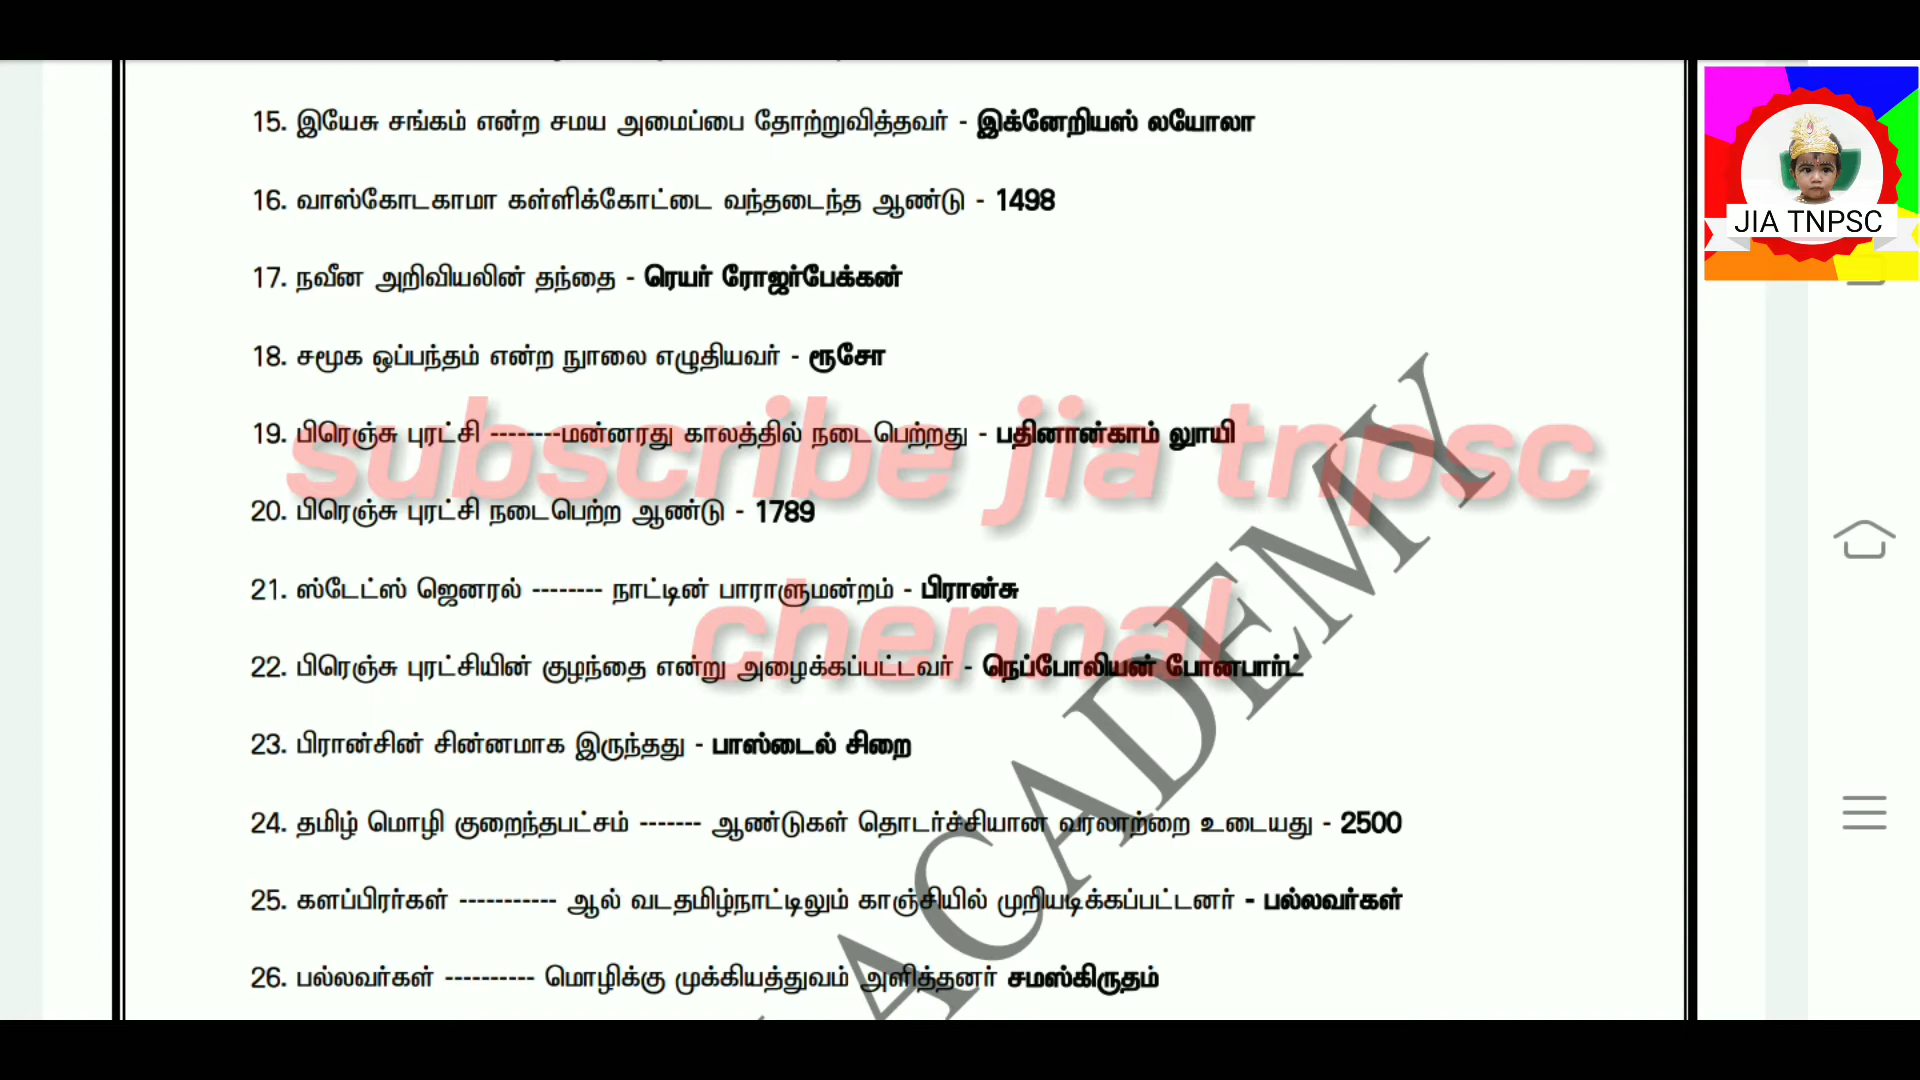 15. இயேசு சங்கம் என்ற சமய அமைப்பை தோற்றுவித்தவர் - இக்னேறியஸ் லயோலா
16. வாஸ்கோடகாமா கள்ளிக்கோட்டை வந்தடைந்த ஆண்டு - 1498
17. நவீன அறிவியலின் தந்தை - ரெயர் ரோஜர்பேக்கன்
18. சமூக ஒப்பந்தம் என்ற நூலை எழுதியவர் - ரூசோ
19. பிரெஞ்சு புரட்சி --------மன்னரது காலத்தில் நடைபெற்றது - பதினான்காம் லூயி
20. பிரெஞ்சு புரட்சி நடைபெற்ற ஆண்டு - 1789
21. ஸ்டேட்ஸ் ஜெனரல் -------- நாட்டின் பாராளுமன்றம் - பிரான்சு
22. பிரெஞ்சு புரட்சியின் குழந்தை என்று அழைக்கப்பட்டவர் - நெப்போலியன் போனபார்ட்
23. பிரான்சின் சின்னமாக இருந்தது - பாஸ்டைல் சிறை
24. தமிழ் மொழி குறைந்தபட்சம் ------- ஆண்டுகள் தொடர்ச்சியான வரலாற்றை உடையது - 2500
25. களப்பிரர்கள் ----------- ஆல் வடதமிழ்நாட்டிலும் காஞ்சியில் முறியடிக்கப்பட்டனர் - பல்லவர்கள்
26. பல்லவர்கள் ---------- மொழிக்கு முக்கியத்துவம் அளித்தனர் சமஸ்கிருதம்
subscribe jia tnpsc
chennal
ACADEMY
JIA TNPSC